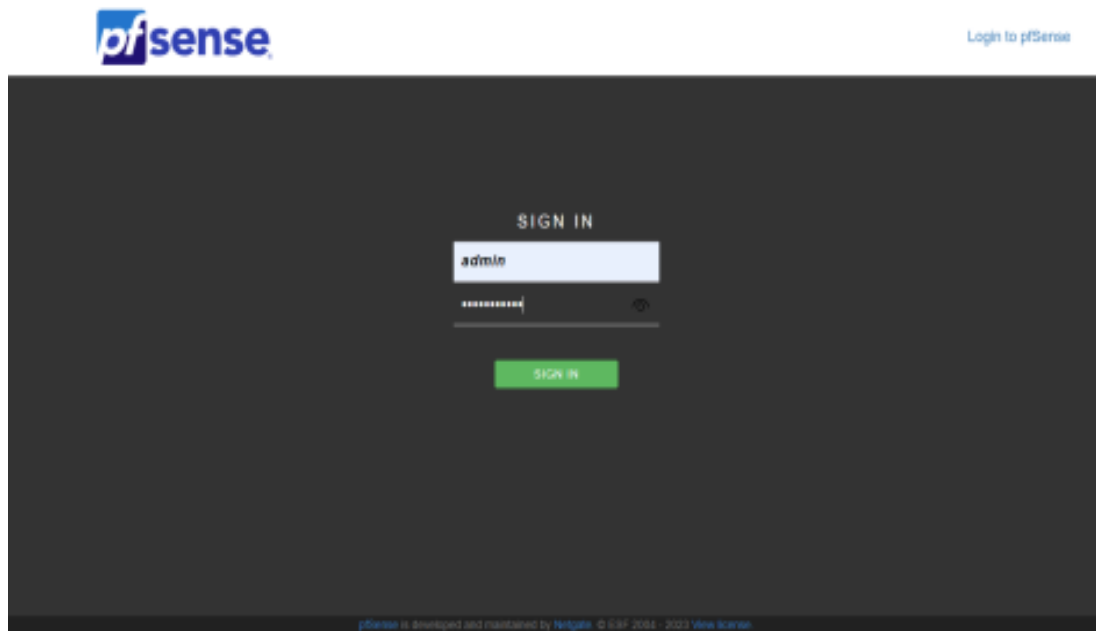 pfsense
Login to pfSense
SIGN IN
admin
SIGN IN
pfSense is developed and maintained by Netgate. © ESF 2004 - 2023 View license.